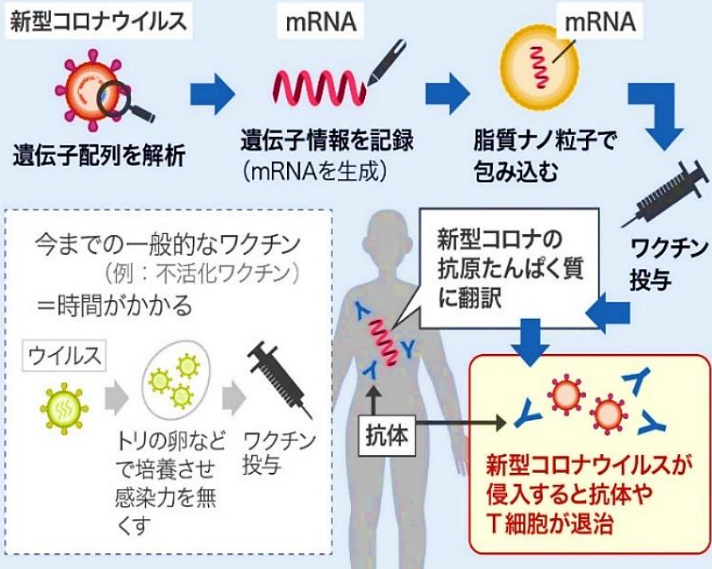 新型コロナウイルス
遺伝子配列を解析
mRNA
遺伝子情報を記録
(mRNAを生成)
mRNA
脂質ナノ粒子で
包み込む
ワクチン
投与
新型コロナの
抗原たんぱく質
に翻訳
抗体
新型コロナウイルスが
侵入すると抗体や
T細胞が退治
今までの一般的なワクチン
(例:不活化ワクチン)
＝時間がかかる
ウイルス
トリの卵など
で培養させ
感染力を無
くす
ワクチン
投与